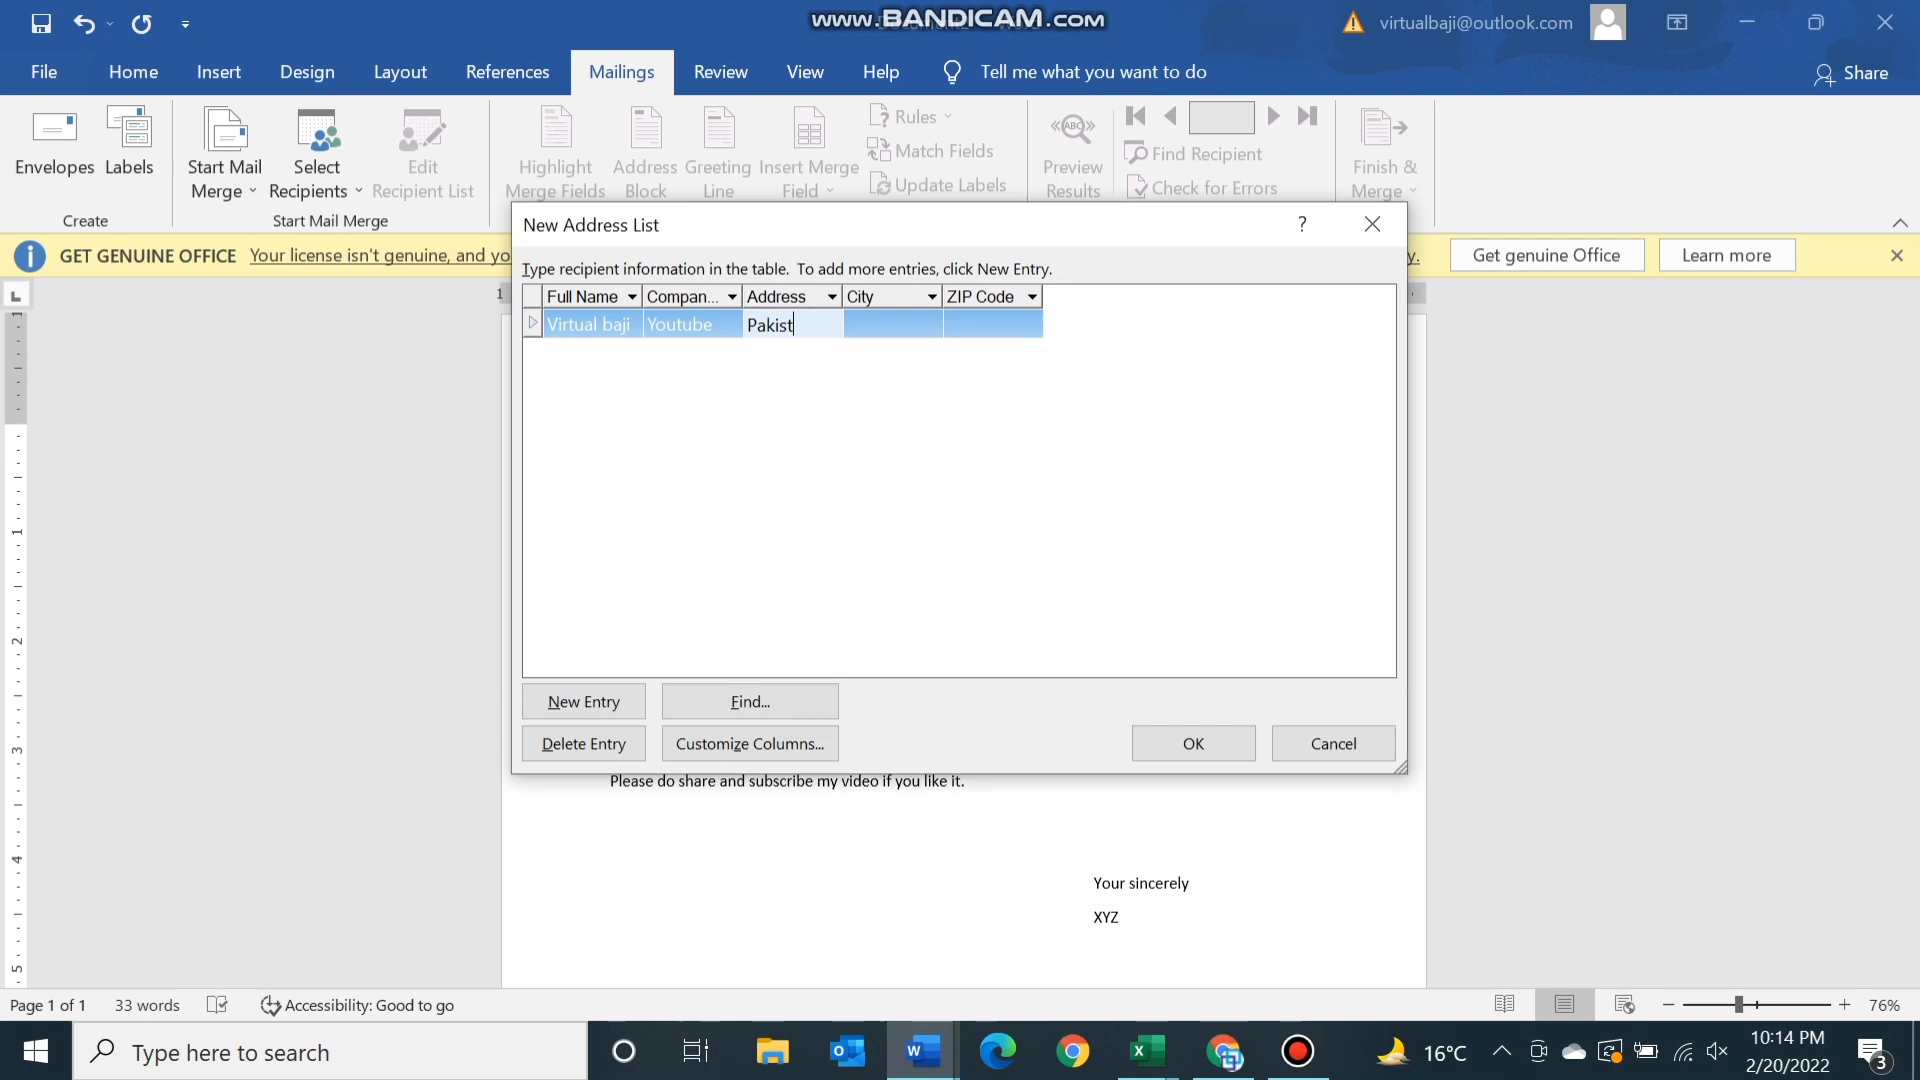 www.BANDICAM.com
virtualbaji@outlook.com
File Home Insert Design Layout References Mailings Review View Help Tell me what you want to do Share
Envelopes Labels Start Mail Merge Select Recipients Edit Recipient List Highlight Merge Fields Address Block Greeting Line Insert Merge Field Rules Match Fields Update Labels Preview Results Find Recipient Check for Errors Finish & Merge
Create Start Mail Merge
GET GENUINE OFFICE Your license isn't genuine, and yo y. Get genuine Office Learn more
New Address List ?
Type recipient information in the table. To add more entries, click New Entry.
Full Name Compan... Address City ZIP Code
Virtual baji Youtube Pakist
New Entry Find...
Delete Entry Customize Columns... OK Cancel
1
1
2
3
4
5
Please do share and subscribe my video if you like it.
Your sincerely
XYZ
Page 1 of 1 33 words Accessibility: Good to go 76%
Type here to search 16°C 10:14 PM
2/20/2022 3